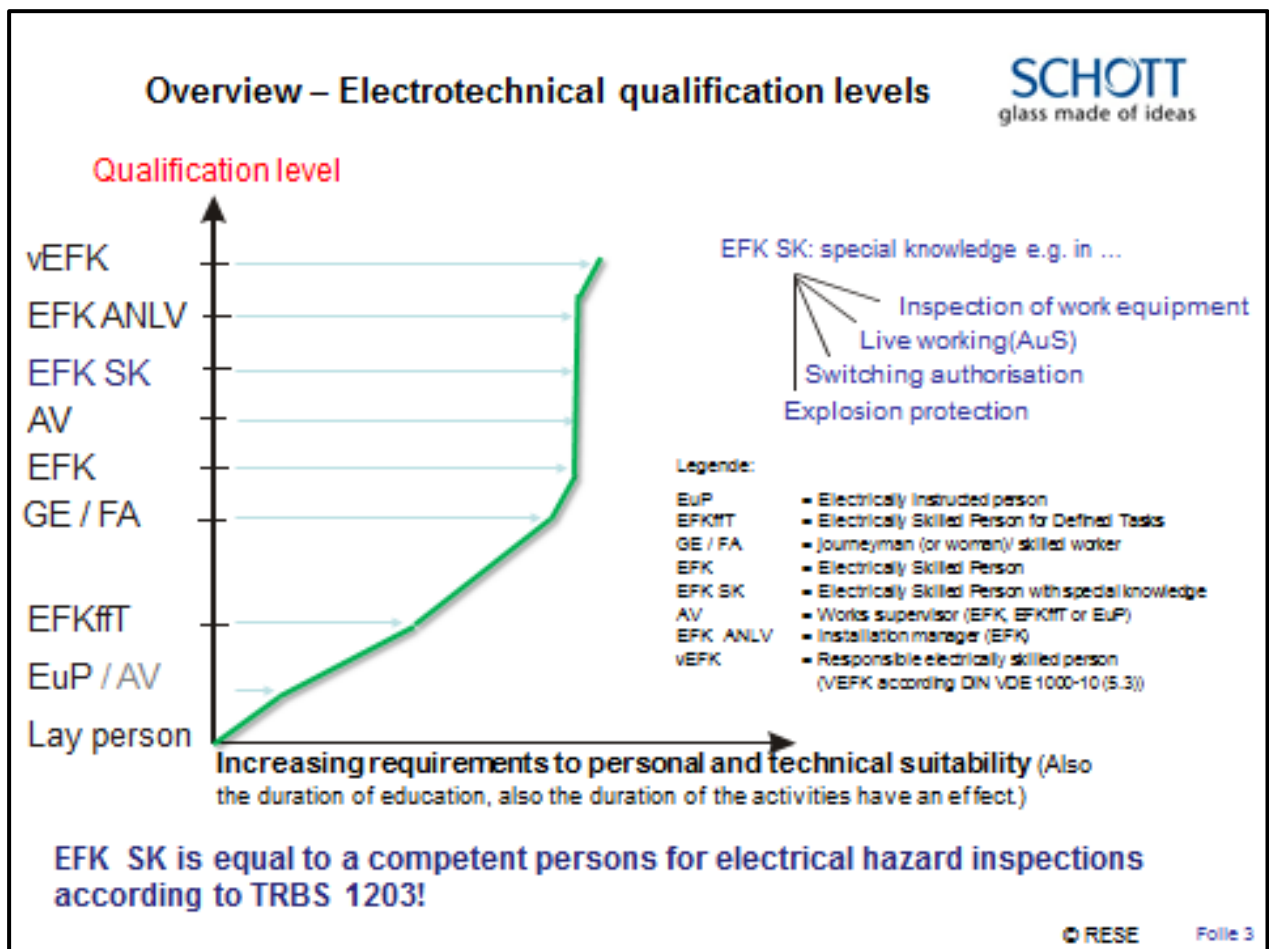 Overview – Electrotechnical qualification levels
SCHOTT
glass made of ideas
Qualification level
vEFK
EFK ANLV
EFK SK
AV
EFK
GE / FA
EFKffT
EuP / AV
Lay person
EFK SK: special knowledge e.g. in ...
Inspection of work equipment
Live working(AuS)
Switching authorisation
Explosion protection
Legende:
EuP = Electrically Instructed person
EFKffT = Electrically Skilled Person for Defined Tasks
GE / FA = Journeyman (or woman)/ skilled worker
EFK = Electrically Skilled Person
EFK SK = Electrically Skilled Person with special knowledge
AV = Works supervisor (EFK, EFKffT or EuP)
EFK ANLV = Installation manager (EFK)
vEFK = Responsible electrically skilled person
(VEFK according DIN VDE 1000-10 (5.3))
Increasing requirements to personal and technical suitability (Also
the duration of education, also the duration of the activities have an effect.)
EFK SK is equal to a competent persons for electrical hazard inspections
according to TRBS 1203!
© RESE Folie 3